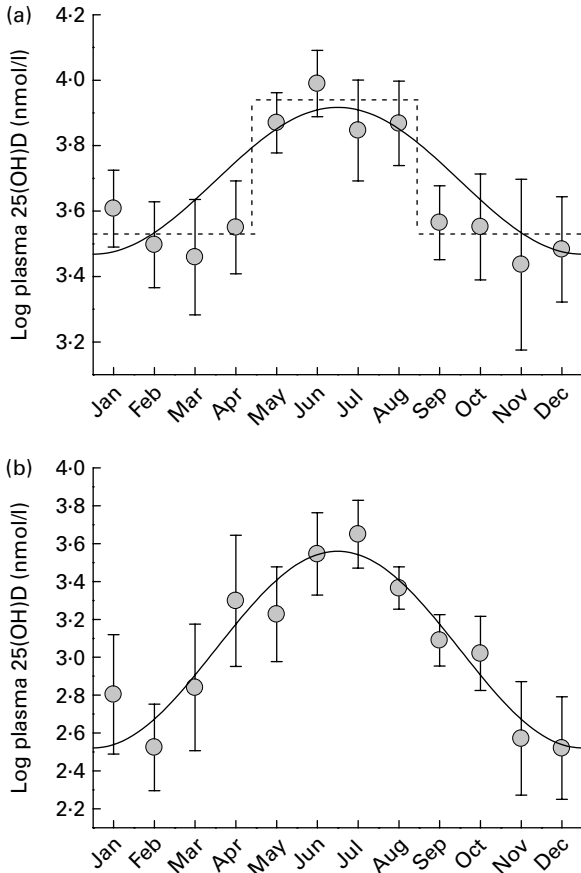 (a)
Log plasma 25(OH)D (nmol/l)
4·2
4·0
3·8
3·6
3·4
3·2
Jan
Feb
Mar
Apr
May
Jun
Jul
Aug
Sep
Oct
Nov
Dec
(b)
Log plasma 25(OH)D (nmol/l)
4·0
3·8
3·6
3·4
3·2
3·0
2·8
2·6
2·4
2·2
Jan
Feb
Mar
Apr
May
Jun
Jul
Aug
Sep
Oct
Nov
Dec